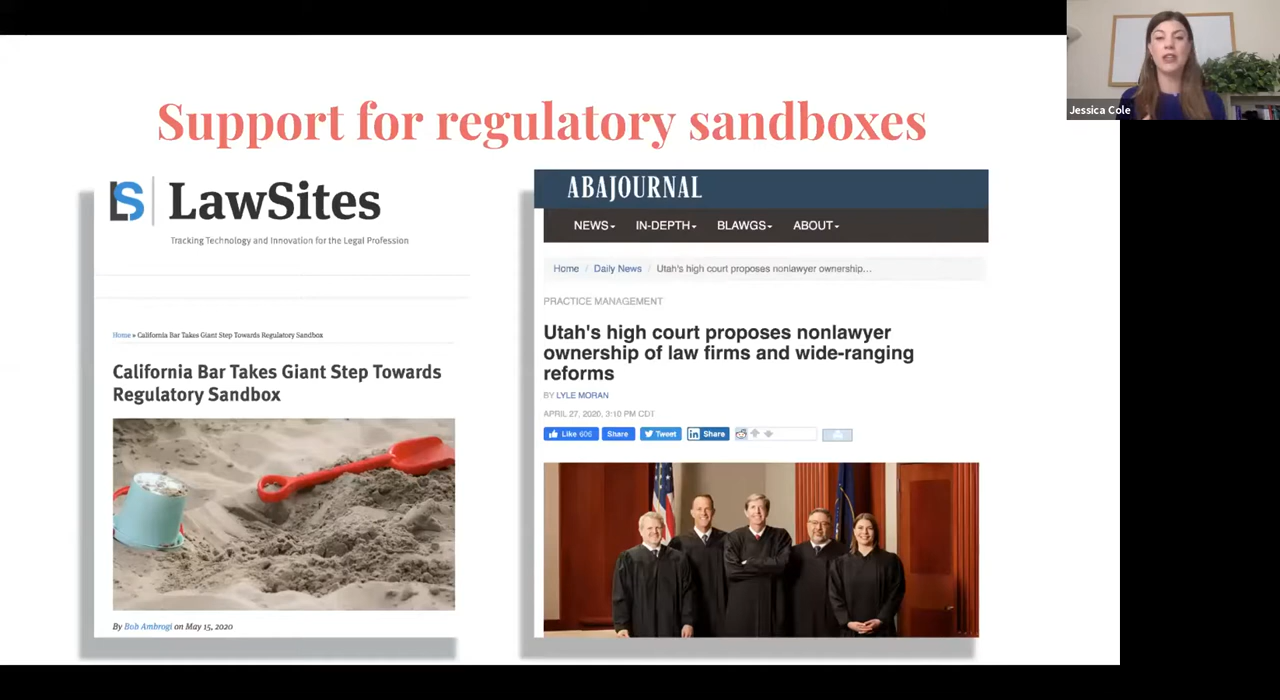 Jessica Cole
Support for regulatory sandboxes
LS LawSites
Tracking Technology and Innovation for the Legal Profession
Home » California Bar Takes Giant Step Towards Regulatory Sandbox
California Bar Takes Giant Step Towards
Regulatory Sandbox
By Bob Ambrogi on May 15, 2020
ABAJOURNAL
NEWS IN-DEPTH BLAWGS ABOUT
Home / Daily News / Utah's high court proposes nonlawyer ownership...
PRACTICE MANAGEMENT
Utah's high court proposes nonlawyer
ownership of law firms and wide-ranging
reforms
BY LYLE MORAN
APRIL 27, 2020, 3:10 PM CDT
Like 606 Share Tweet in Share